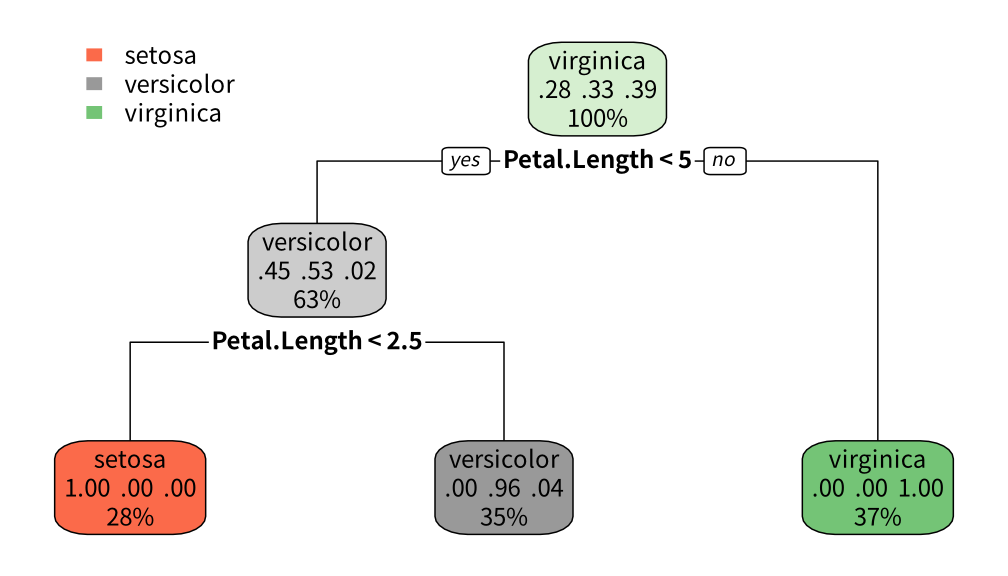 setosa
versicolor
virginica
virginica
.28 .33 .39
100%
yes Petal.Length < 5 no
versicolor
.45 .53 .02
63%
Petal.Length < 2.5
setosa
1.00 .00 .00
28%
versicolor
.00 .96 .04
35%
virginica
.00 .00 1.00
37%